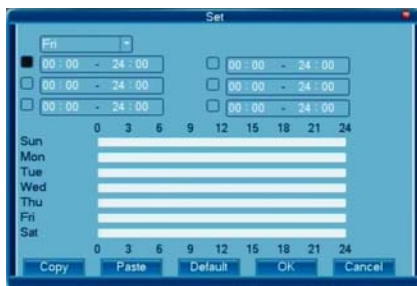 Set
Fri
00 : 00 - 24 : 00 00 : 00 - 24 : 00
00 : 00 - 24 : 00 00 : 00 - 24 : 00
00 : 00 - 24 : 00 00 : 00 - 24 : 00
0 3 6 9 12 15 18 21 24
Sun
Mon
Tue
Wed
Thu
Fri
Sat
0 3 6 9 12 15 18 21 24
Copy Paste Default OK Cancel